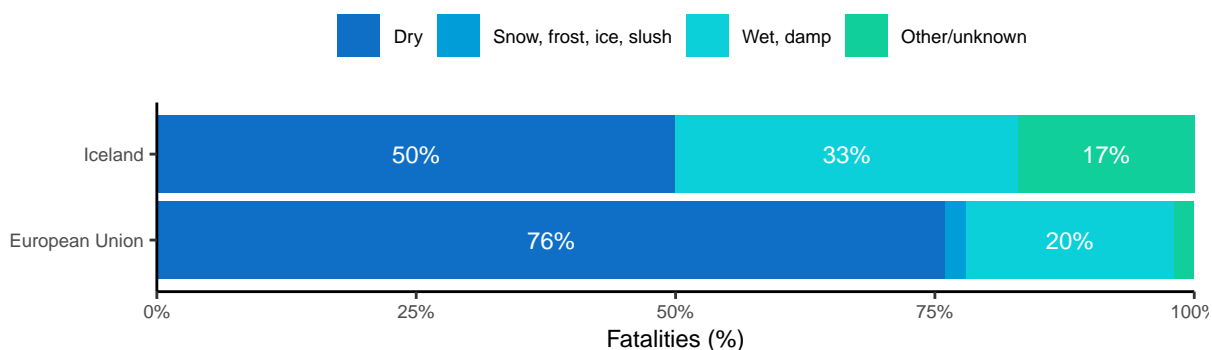 Dry Snow, frost, ice, slush Wet, damp Other/unknown
Iceland 50% 33% 17%
European Union 76% 20%
0% 25% 50% 75% 100%
Fatalities (%)